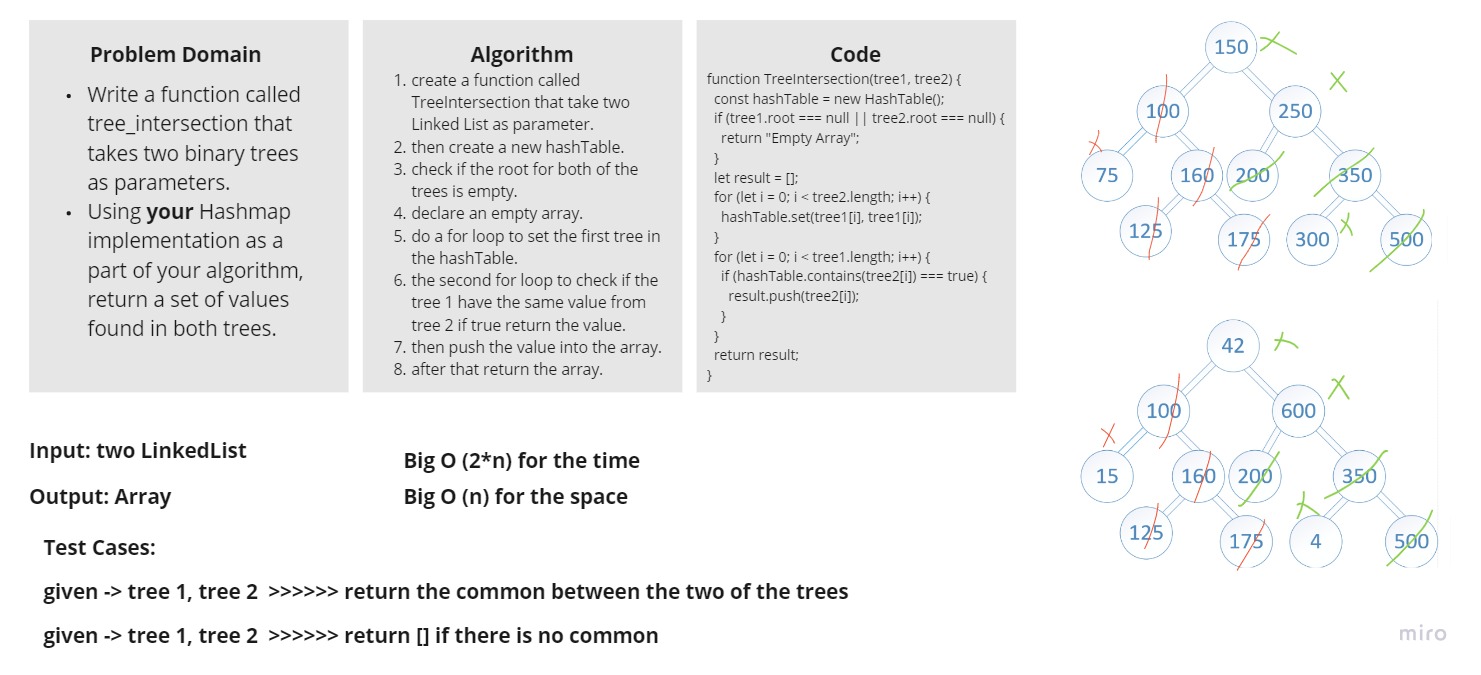 Problem Domain
• Write a function called
tree_intersection that
takes two binary trees
as parameters.
• Using your Hashmap
implementation as a
part of your algorithm,
return a set of values
found in both trees.
Algorithm
1. create a function called
TreeIntersection that take two
Linked List as parameter.
2. then create a new hashTable.
3. check if the root for both of the
trees is empty.
4. declare an empty array.
5. do a for loop to set the first tree in
the hashTable.
6. the second for loop to check if the
tree 1 have the same value from
tree 2 if true return the value.
7. then push the value into the array.
8. after that return the array.
Code
function TreeIntersection(tree1, tree2) {
const hashTable = new HashTable();
if (tree1.root === null || tree2.root === null) {
return "Empty Array";
}
let result = [];
for (let i = 0; i < tree2.length; i++) {
hashTable.set(tree1[i], tree1[i]);
}
for (let i = 0; i < tree1.length; i++) {
if (hashTable.contains(tree2[i]) === true) {
result.push(tree2[i]);
}
}
return result;
}
Input: two LinkedList
Output: Array
Big O (2*n) for the time
Big O (n) for the space
Test Cases:
given -> tree 1, tree 2 >>>>>> return the common between the two of the trees
given -> tree 1, tree 2 >>>>>> return [] if there is no common
150
100 250
75 160 200 350
125 175 300 500
42
100 600
15 160 200 350
125 175 4 500
miro